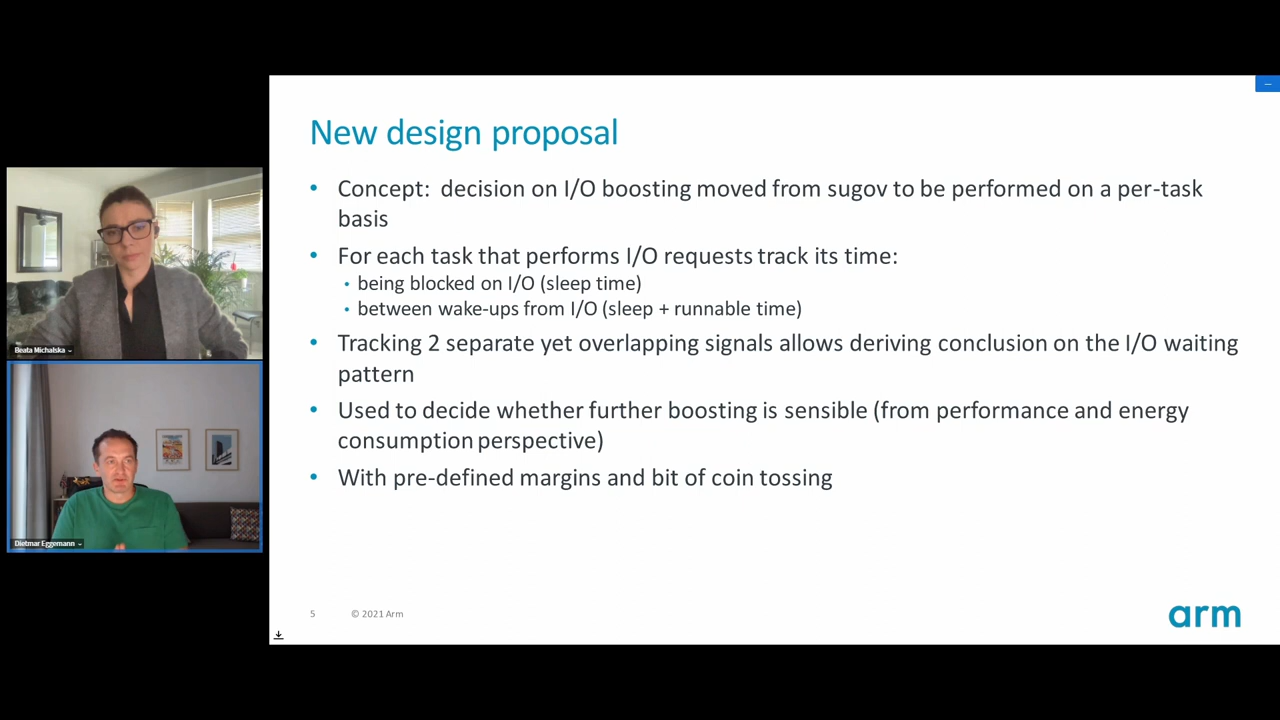 New design proposal
• Concept: decision on I/O boosting moved from sugov to be performed on a per-task
basis
• For each task that performs I/O requests track its time:
• being blocked on I/O (sleep time)
• between wake-ups from I/O (sleep + runnable time)
• Tracking 2 separate yet overlapping signals allows deriving conclusion on the I/O waiting
pattern
• Used to decide whether further boosting is sensible (from performance and energy
consumption perspective)
• With pre-defined margins and bit of coin tossing
5 © 2021 Arm
arm
Beata Michalska
Dietmar Eggemann